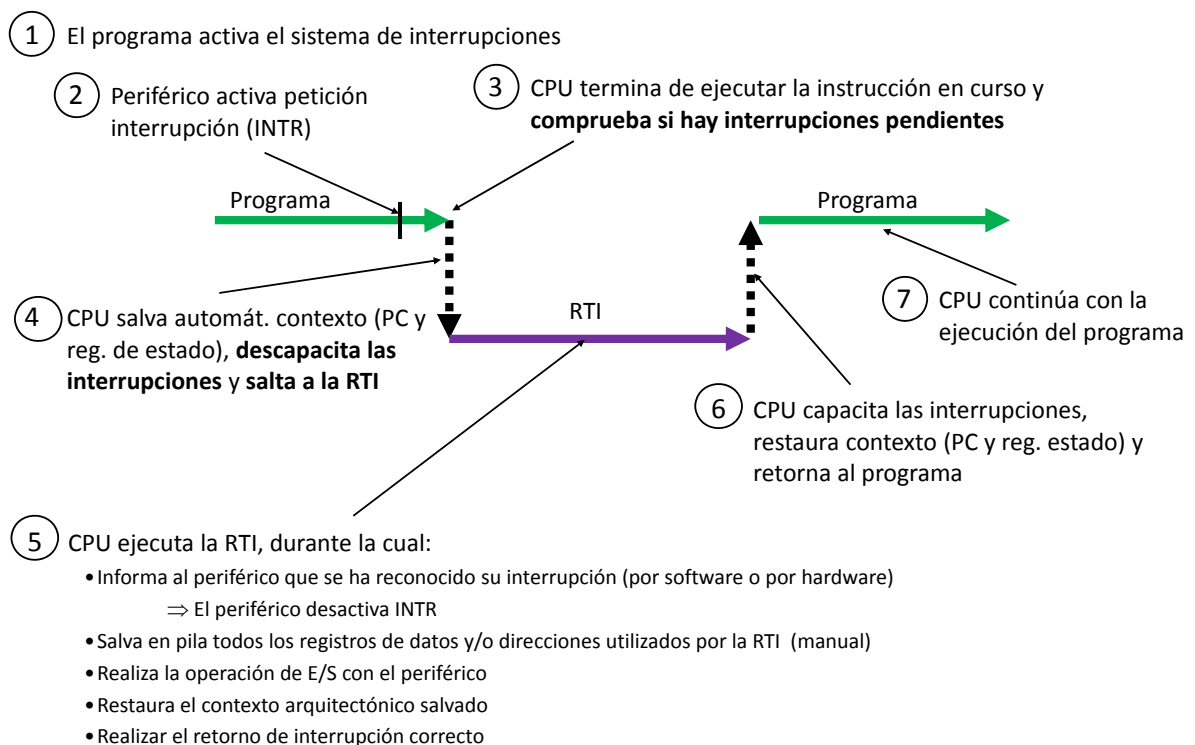 1 El programa activa el sistema de interrupciones
2 Periférico activa petición
interrupción (INTR)
3 CPU termina de ejecutar la instrucción en curso y
comprueba si hay interrupciones pendientes
Programa
Programa
4 CPU salva automát. contexto (PC y
reg. de estado), descapacita las
interrupciones y salta a la RTI
RTI
7 CPU continúa con la
ejecución del programa
6 CPU capacita las interrupciones,
restaura contexto (PC y reg. estado) y
retorna al programa
5 CPU ejecuta la RTI, durante la cual:
• Informa al periférico que se ha reconocido su interrupción (por software o por hardware)
⇒ El periférico desactiva INTR
• Salva en pila todos los registros de datos y/o direcciones utilizados por la RTI (manual)
• Realiza la operación de E/S con el periférico
• Restaura el contexto arquitectónico salvado
• Realizar el retorno de interrupción correcto